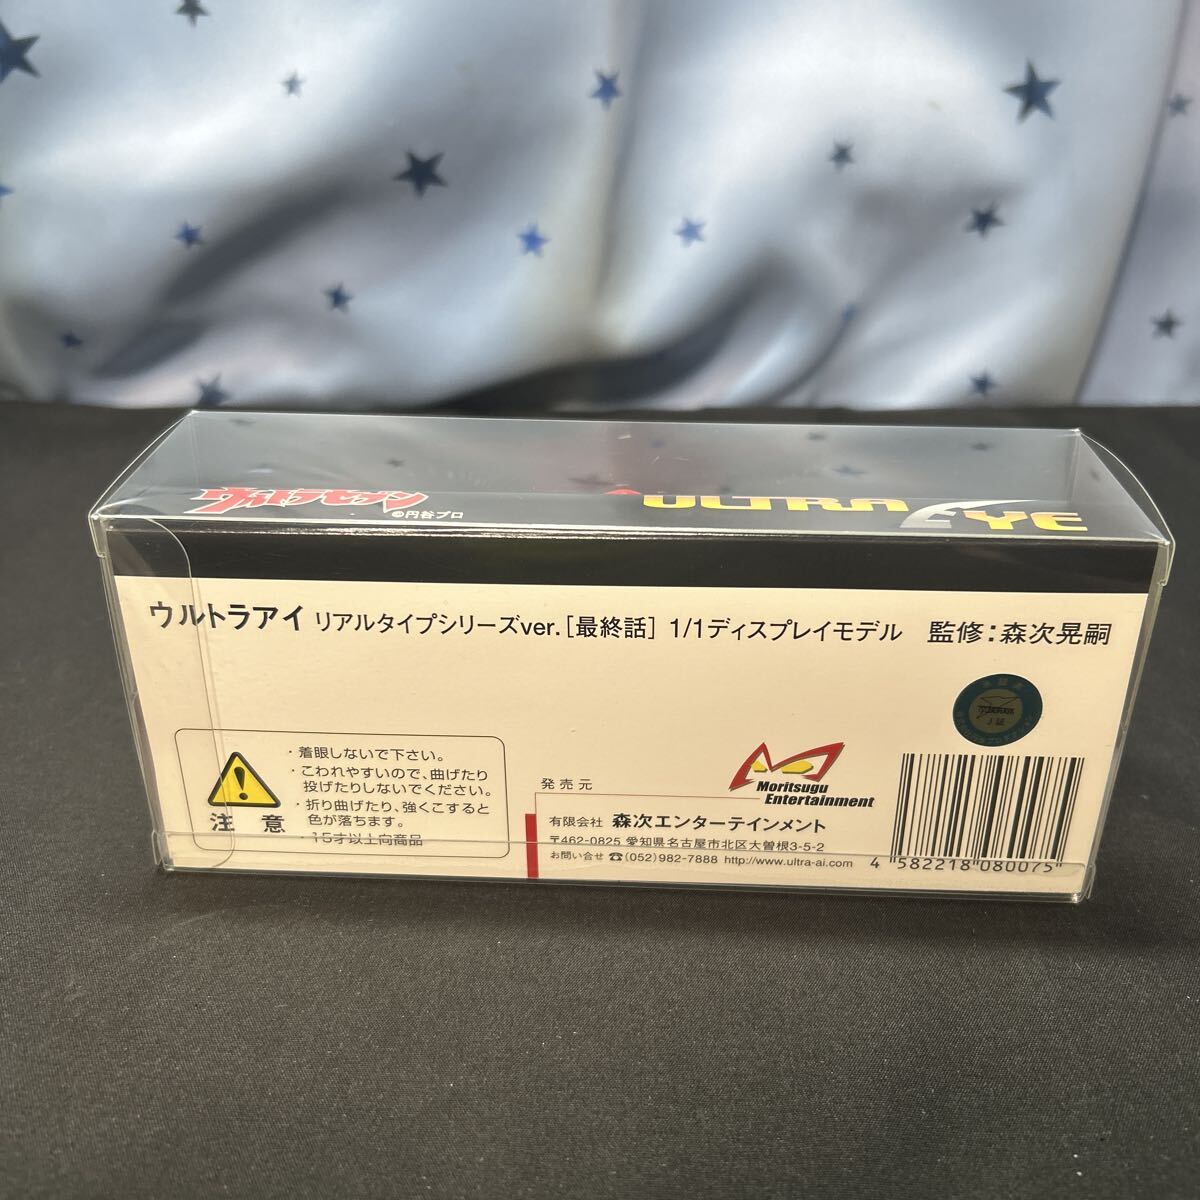 ウルトラセブン
©円谷プロ
ULTRA EYE
ウルトラアイ リアルタイプシリーズver.[最終話] 1/1ディスプレイモデル 監修：森次晃嗣
・着眼しないで下さい。
・こわれやすいので、曲げたり
投げたりしないでください。
・折り曲げたり、強くこすると
色が落ちます。
・15才以上向商品
注 意
発売元
Moritsugu
Entertainment
有限会社 森次エンターテインメント
〒462-0825 愛知県名古屋市北区大曽根3-5-2
お問い合せ ☎(052)982-7888 http://www.ultra-ai.com
J 証
4 582218 080075